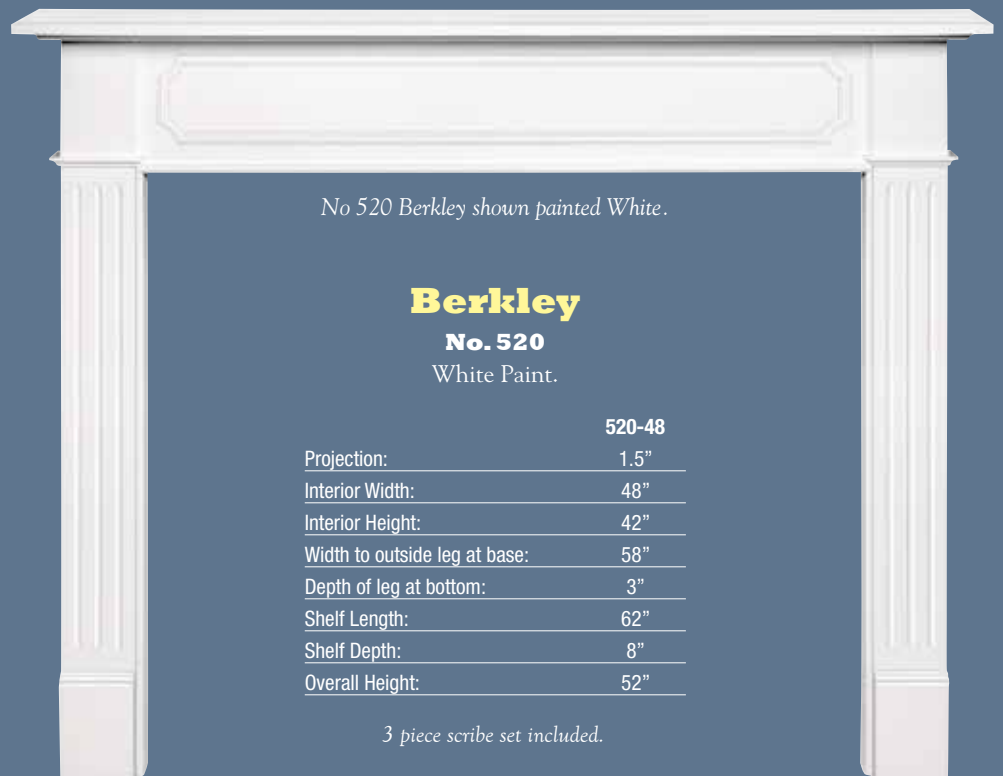 No 520 Berkley shown painted White.
Berkley
No. 520
White Paint.
520-48
Projection: 1.5”
Interior Width: 48”
Interior Height: 42”
Width to outside leg at base: 58”
Depth of leg at bottom: 3”
Shelf Length: 62”
Shelf Depth: 8”
Overall Height: 52”
3 piece scribe set included.